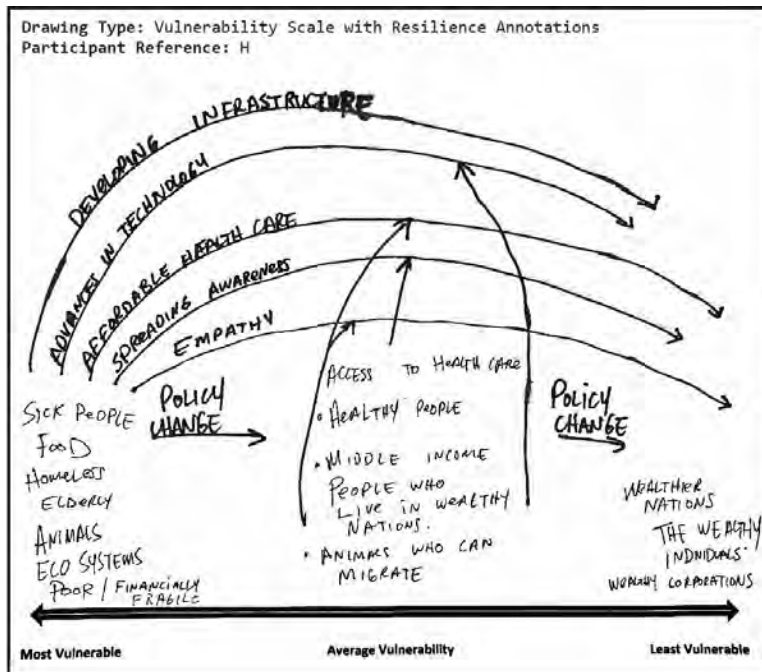 Drawing Type: Vulnerability Scale with Resilience Annotations
Participant Reference: H
DEVELOPING INFRASTRUCTURE
ADVANCES IN TECHNOLOGY
AFFORDABLE HEALTH CARE
SPREADING AWARENESS
EMPATHY
POLICY
CHANGE
SICK PEOPLE
FOOD
HOMELESS
ELDERLY
ANIMALS
ECO SYSTEMS
POOR / FINANCIALLY
FRAGILE
ACCESS TO HEALTH CARE
• HEALTHY PEOPLE
• MIDDLE INCOME
PEOPLE WHO
LIVE IN WEALTHY
NATIONS.
• ANIMALS WHO CAN
MIGRATE
POLICY
CHANGE
WEALTHIER
NATIONS
THE WEALTHY
INDIVIDUALS
WEALTHY CORPORATIONS
Most Vulnerable
Average Vulnerability
Least Vulnerable